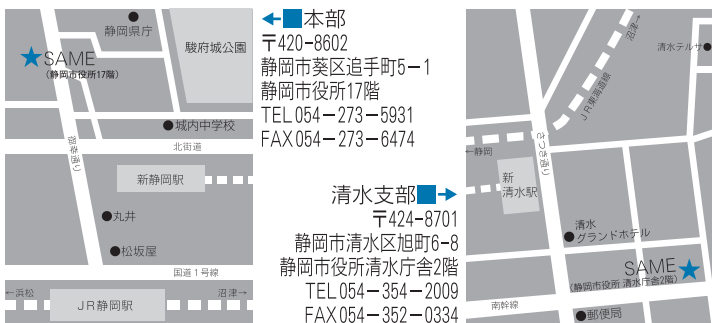 静岡県庁
駿府城公園
★SAME
(静岡市役所17階)
城内中学校
北街道
御幸通り
新静岡駅
丸井
松坂屋
国道1号線
←浜松
沼津→
JR静岡駅
←■本部
〒420-8602
静岡市葵区追手町5−1
静岡市役所17階
TEL054−273−5931
FAX054−273−6474
清水支部■→
〒424-8701
静岡市清水区旭町6-8
静岡市役所清水庁舎2階
TEL054−354−2009
FAX054−352−0334
沼津→
清水テルサ
JR東海道線
さつき通り
←静岡
新
清水駅
清水
グランドホテル
SAME★
(静岡市役所 清水庁舎2階)
南幹線
郵便局